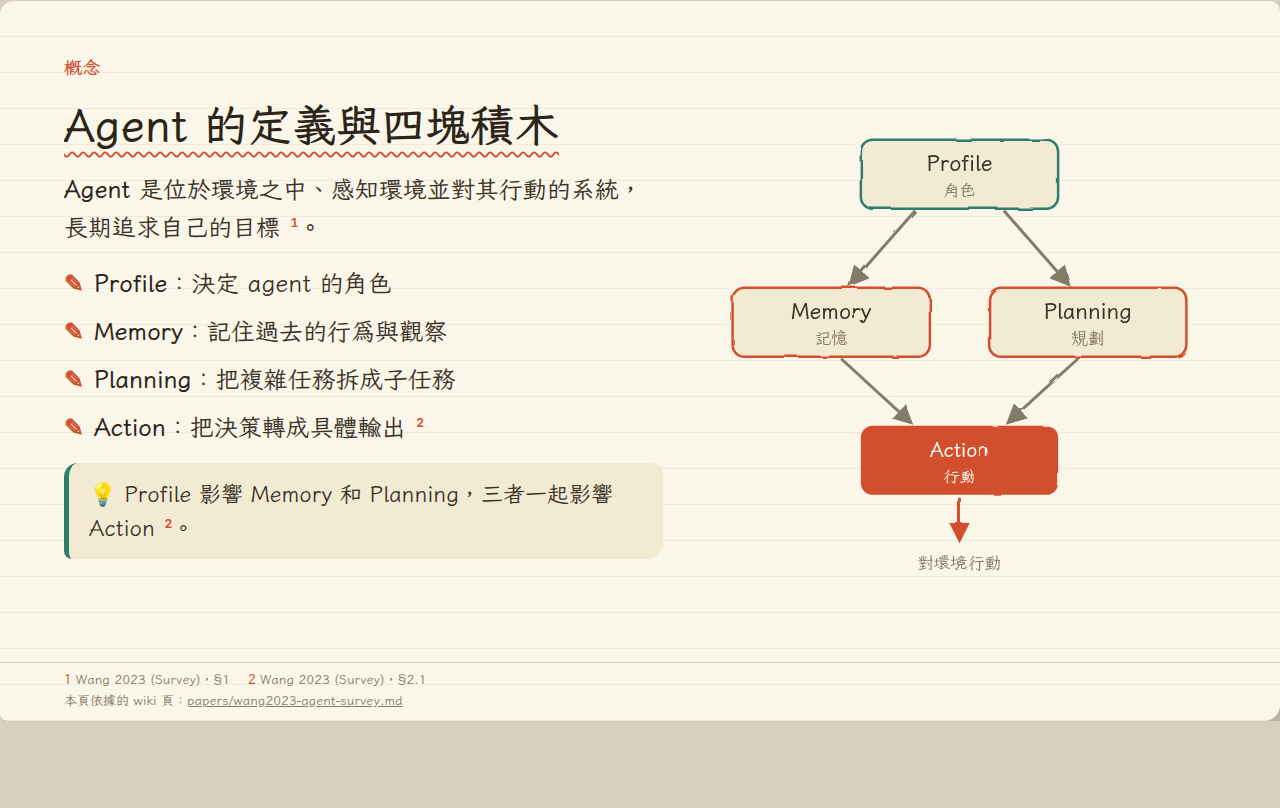 概念
Agent 的定義與四塊積木
Agent 是位於環境之中、感知環境並對其行動的系統，
長期追求自己的目標 1。
✎ Profile：決定 agent 的角色
✎ Memory：記住過去的行為與觀察
✎ Planning：把複雜任務拆成子任務
✎ Action：把決策轉成具體輸出 2
💡 Profile 影響 Memory 和 Planning，三者一起影響
Action 2。
Profile
角色
Memory
記憶
Planning
規劃
Action
行動
對環境行動
1 Wang 2023 (Survey)，§1 2 Wang 2023 (Survey)，§2.1
本頁依據的 wiki 頁：papers/wang2023-agent-survey.md